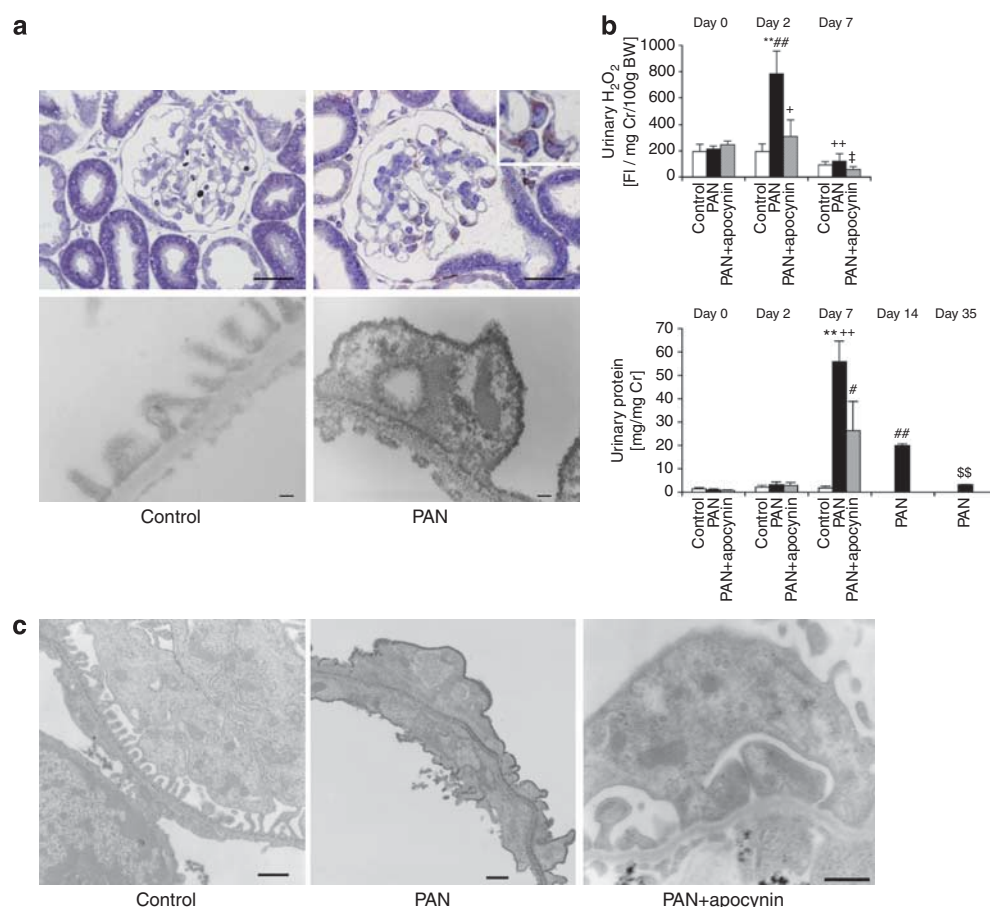 a
Control
PAN
b
Day 0
Day 2
Day 7
Urinary H2O2
[FI / mg Cr/100g BW]
1000
800
600
400
200
0
**##
+
++
‡
Control
PAN
PAN+apocynin
Control
PAN
PAN+apocynin
Control
PAN
PAN+apocynin
Day 0
Day 2
Day 7
Day 14
Day 35
Urinary protein
[mg/mg Cr]
70
60
50
40
30
20
10
0
**++
#
##
$$
Control
PAN
PAN+apocynin
Control
PAN
PAN+apocynin
Control
PAN
PAN+apocynin
PAN
PAN
c
Control
PAN
PAN+apocynin